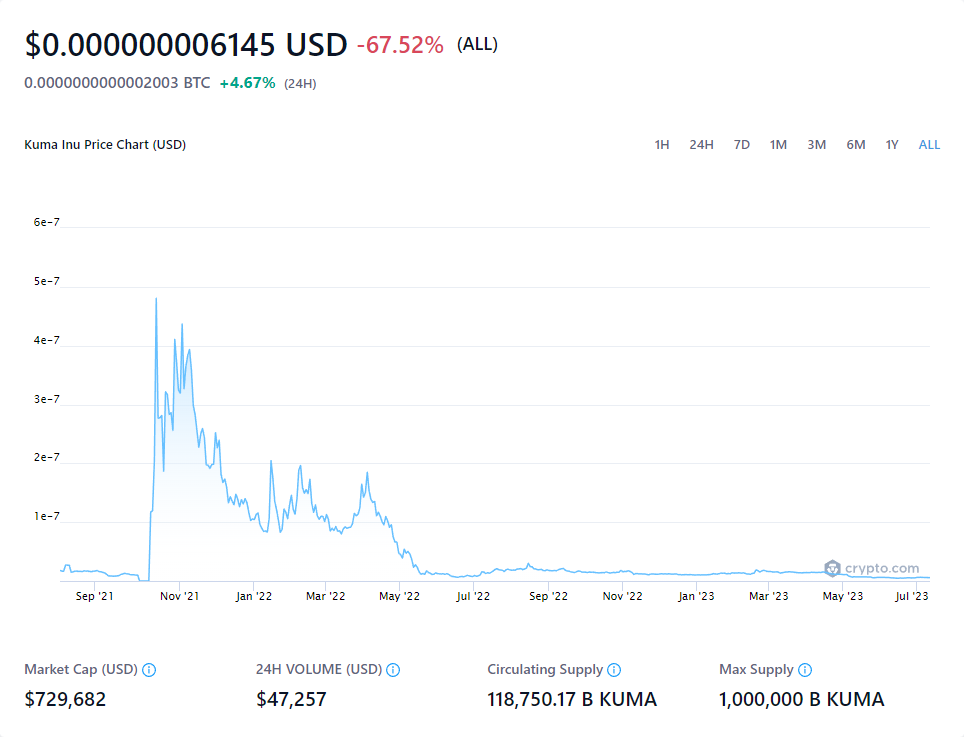 $0.000000006145 USD -67.52% (ALL)
0.0000000000002003 BTC +4.67% (24H)
Kuma Inu Price Chart (USD) 1H 24H 7D 1M 3M 6M 1Y ALL
6e-7
5e-7
4e-7
3e-7
2e-7
1e-7
crypto.com
Sep '21 Nov '21 Jan '22 Mar '22 May '22 Jul '22 Sep '22 Nov '22 Jan '23 Mar '23 May '23 Jul '23
Market Cap (USD) 24H VOLUME (USD) Circulating Supply Max Supply
$729,682 $47,257 118,750.17 B KUMA 1,000,000 B KUMA